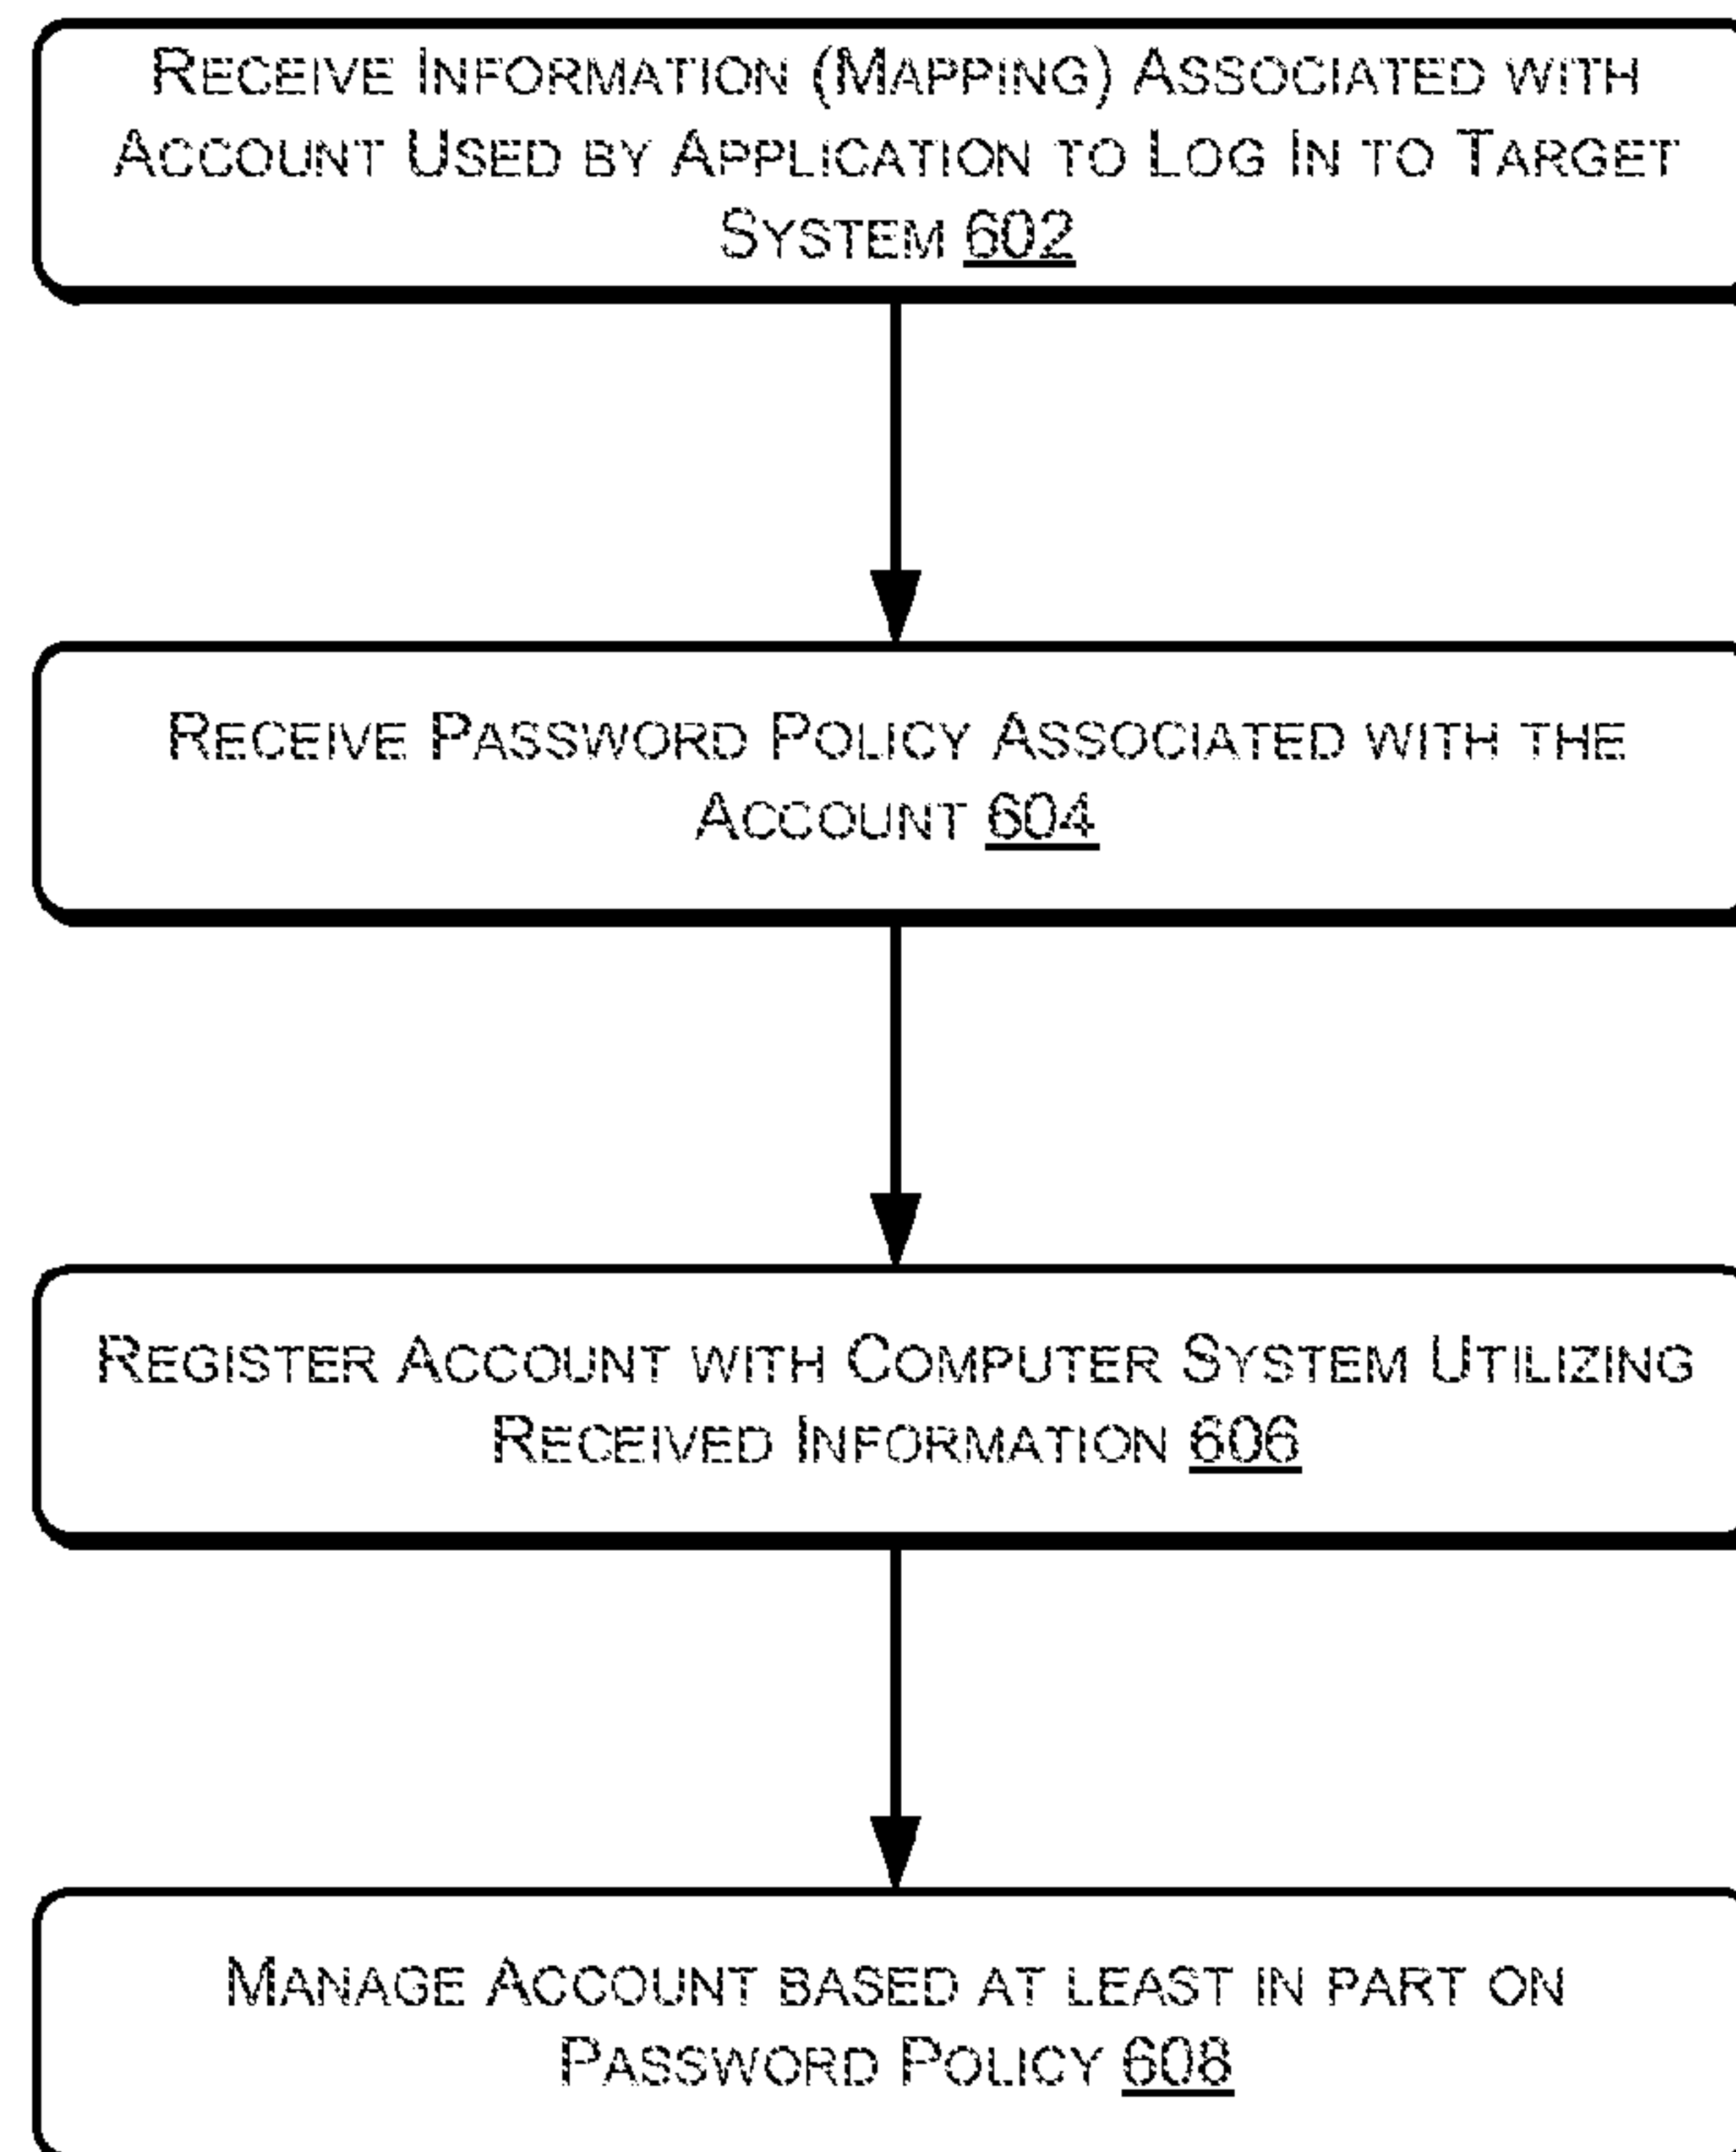 RECEIVE INFORMATION (MAPPING) ASSOCIATED WITH
ACCOUNT USED BY APPLICATION TO LOG IN TO TARGET
SYSTEM 602
RECEIVE PASSWORD POLICY ASSOCIATED WITH THE
ACCOUNT 604
REGISTER ACCOUNT WITH COMPUTER SYSTEM UTILIZING
RECEIVED INFORMATION 606
MANAGE ACCOUNT BASED AT LEAST IN PART ON
PASSWORD POLICY 608